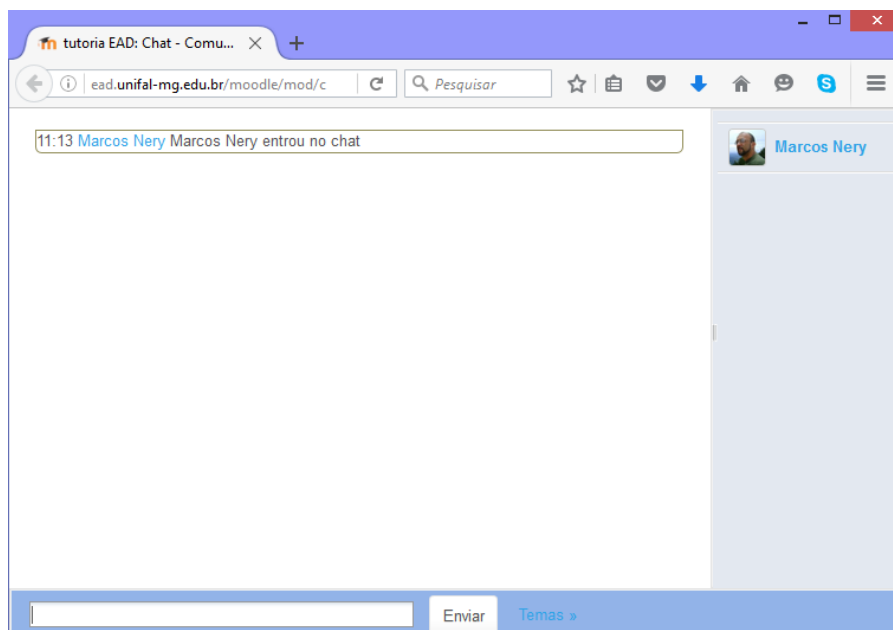 tutoria EAD: Chat - Comu...
ead.unifal-mg.edu.br/moodle/mod/c
Pesquisar
11:13 Marcos Nery Marcos Nery entrou no chat
Marcos Nery
Enviar Temas »